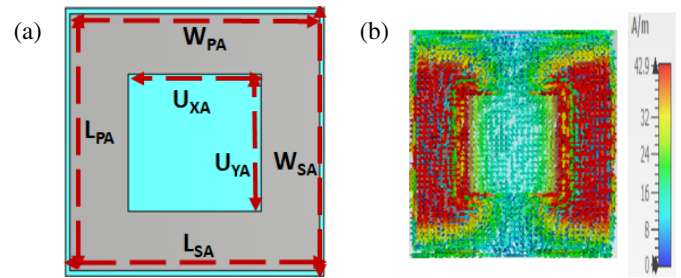 (a)
W_PA
U_XA
L_PA
U_YA
W_SA
L_SA
(b)
A/m
42.9
32
24
16
8
0